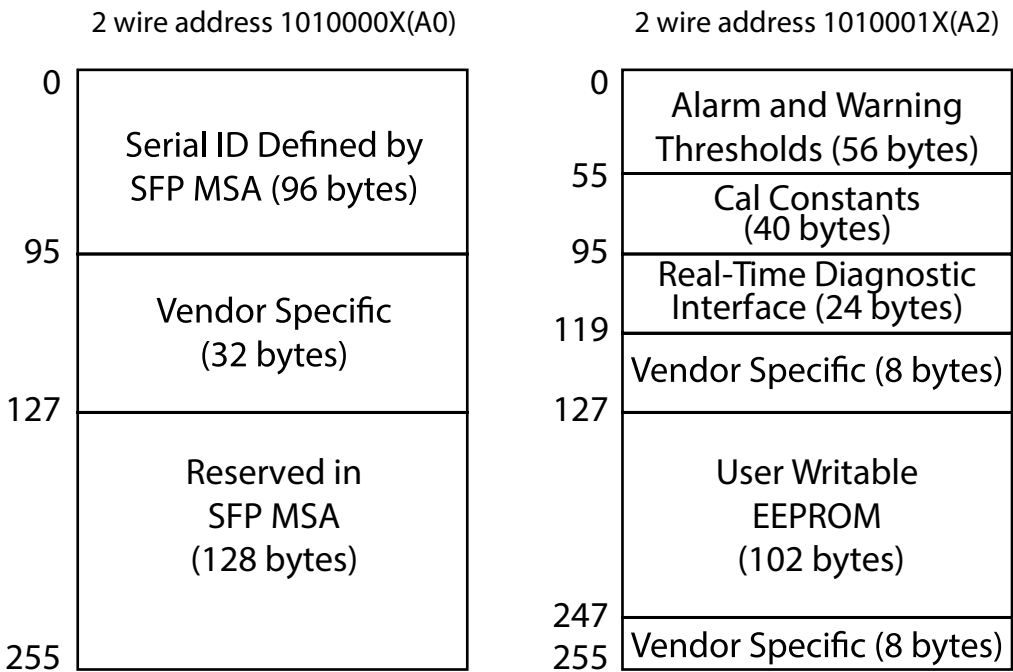 2 wire address 1010000X(A0)
0
Serial ID Defined by
SFP MSA (96 bytes)
95
Vendor Specific
(32 bytes)
127
Reserved in
SFP MSA
(128 bytes)
255
2 wire address 1010001X(A2)
0
Alarm and Warning
Thresholds (56 bytes)
55
Cal Constants
(40 bytes)
95
Real-Time Diagnostic
Interface (24 bytes)
119
Vendor Specific (8 bytes)
127
User Writable
EEPROM
(102 bytes)
247
Vendor Specific (8 bytes)
255